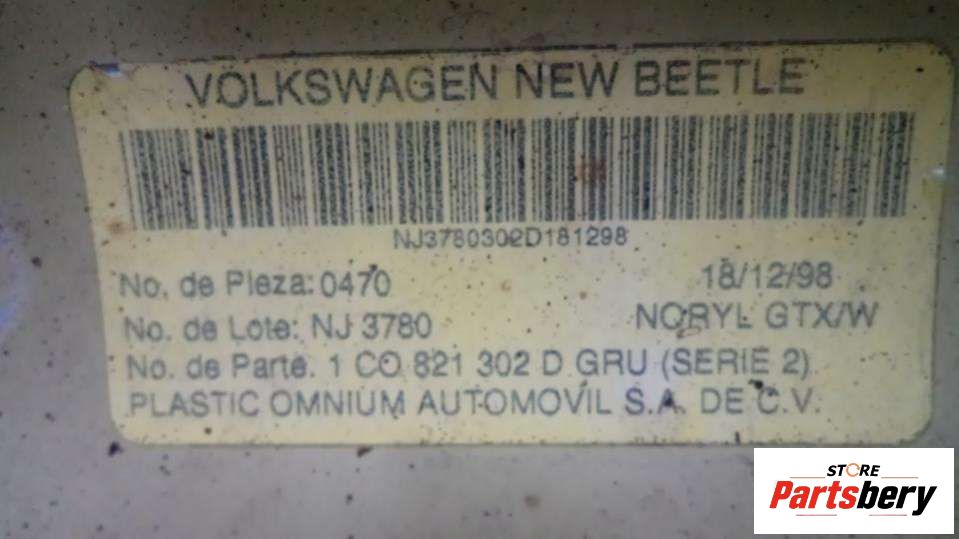 VOLKSWAGEN NEW BEETLE
NJ3780302D181298
No. de Pieza: 0470 18/12/98
No. de Lote: NJ 3780 NORYL GTX/W
No. de Parte. 1 CO 821 302 D GRU (SERIE 2)
PLASTIC OMNIUM AUTOMOVIL S.A. DE C.V.
STORE
Partsbery